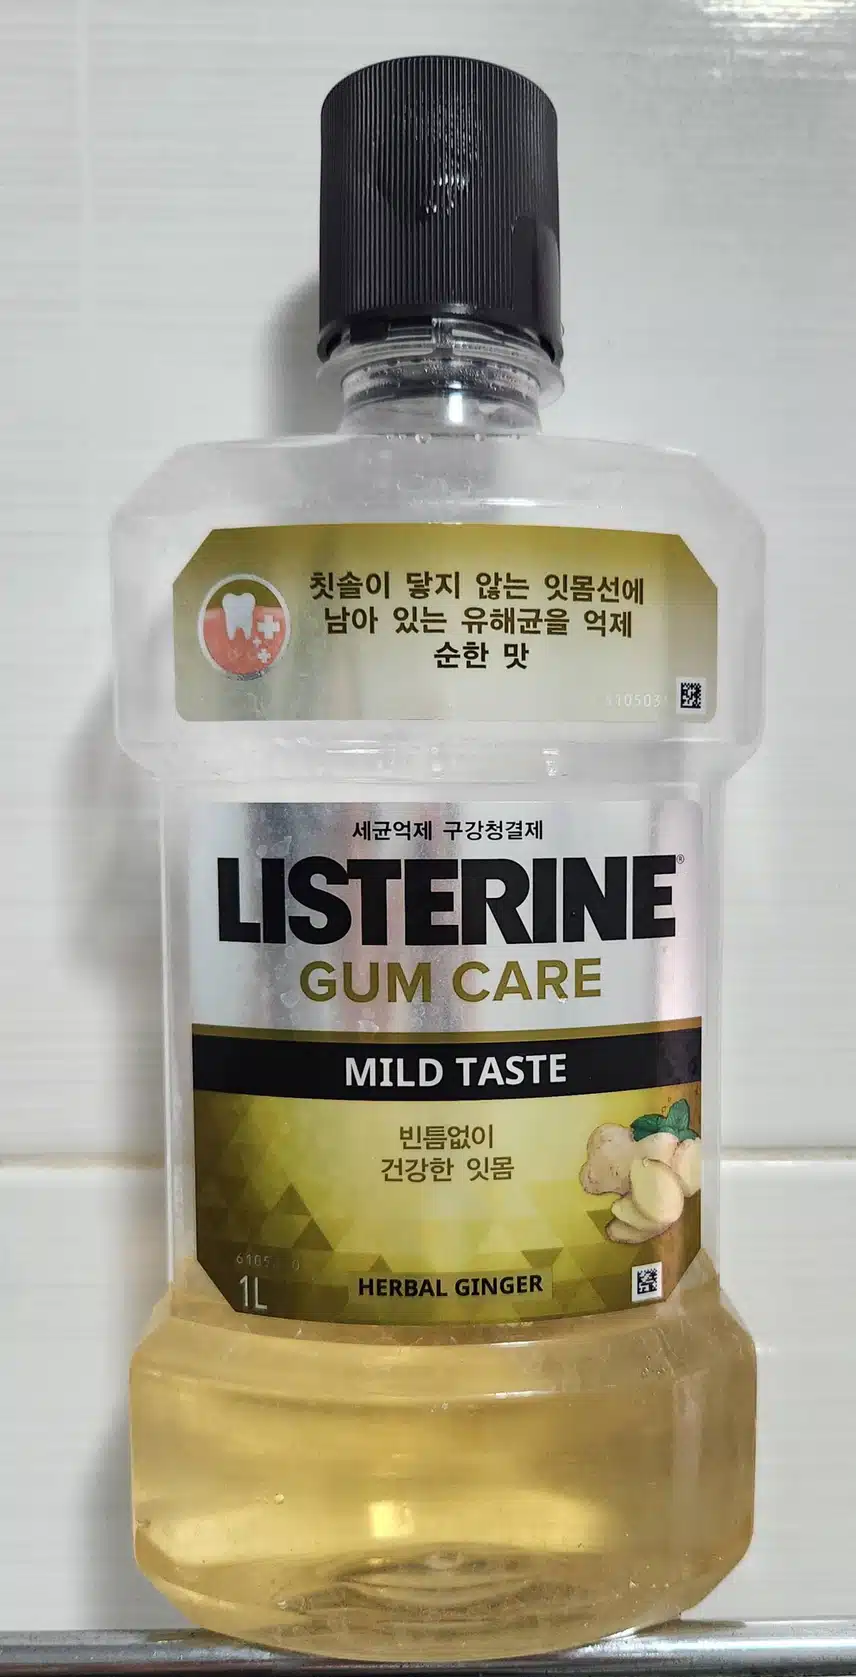 칫솔이 닿지 않는 잇몸선에
남아 있는 유해균을 억제
순한 맛
세균억제 구강청결제
LISTERINE®
GUM CARE
MILD TASTE
빈틈없이
건강한 잇몸
HERBAL GINGER
1L